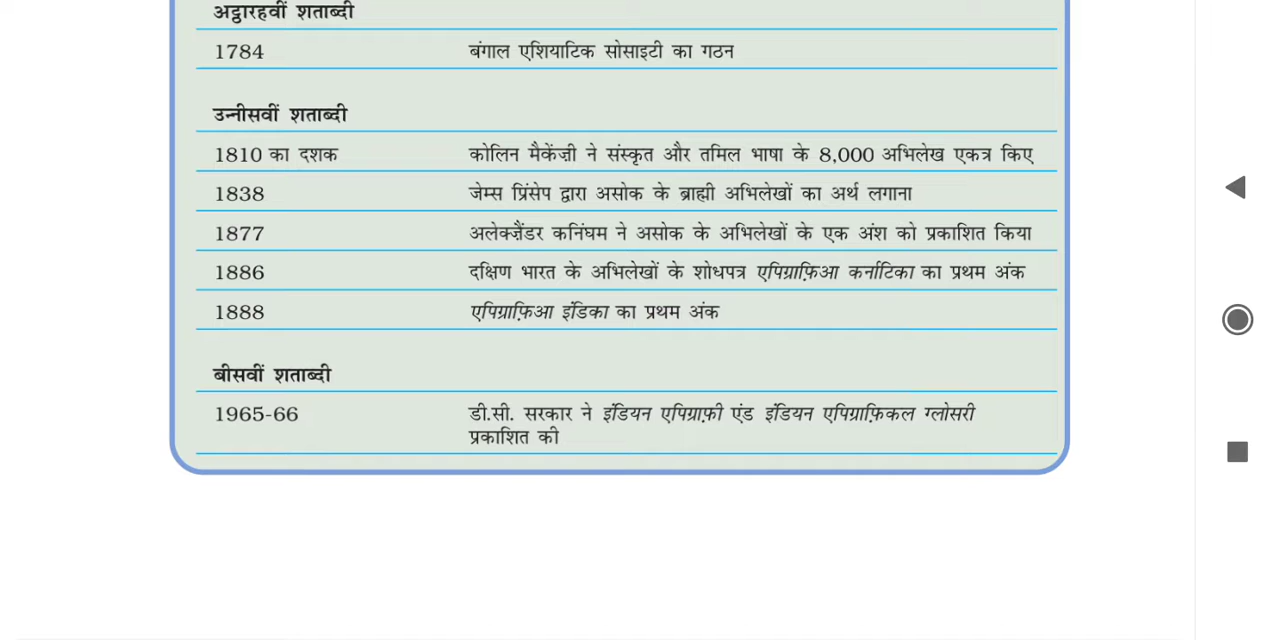 अट्ठारहवीं शताब्दी
1784 बंगाल एशियाटिक सोसाइटी का गठन
उन्नीसवीं शताब्दी
1810 का दशक कोलिन मैकेंज़ी ने संस्कृत और तमिल भाषा के 8,000 अभिलेख एकत्र किए
1838 जेम्स प्रिंसेप द्वारा असोक के ब्राह्मी अभिलेखों का अर्थ लगाना
1877 अलेक्ज़ैंडर कनिंघम ने असोक के अभिलेखों के एक अंश को प्रकाशित किया
1886 दक्षिण भारत के अभिलेखों के शोधपत्र एपिग्राफ़िआ कर्नाटिका का प्रथम अंक
1888 एपिग्राफ़िआ इंडिका का प्रथम अंक
बीसवीं शताब्दी
1965-66 डी.सी. सरकार ने इंडियन एपिग्राफ़ी एंड इंडियन एपिग्राफ़िकल ग्लोसरी
प्रकाशित की